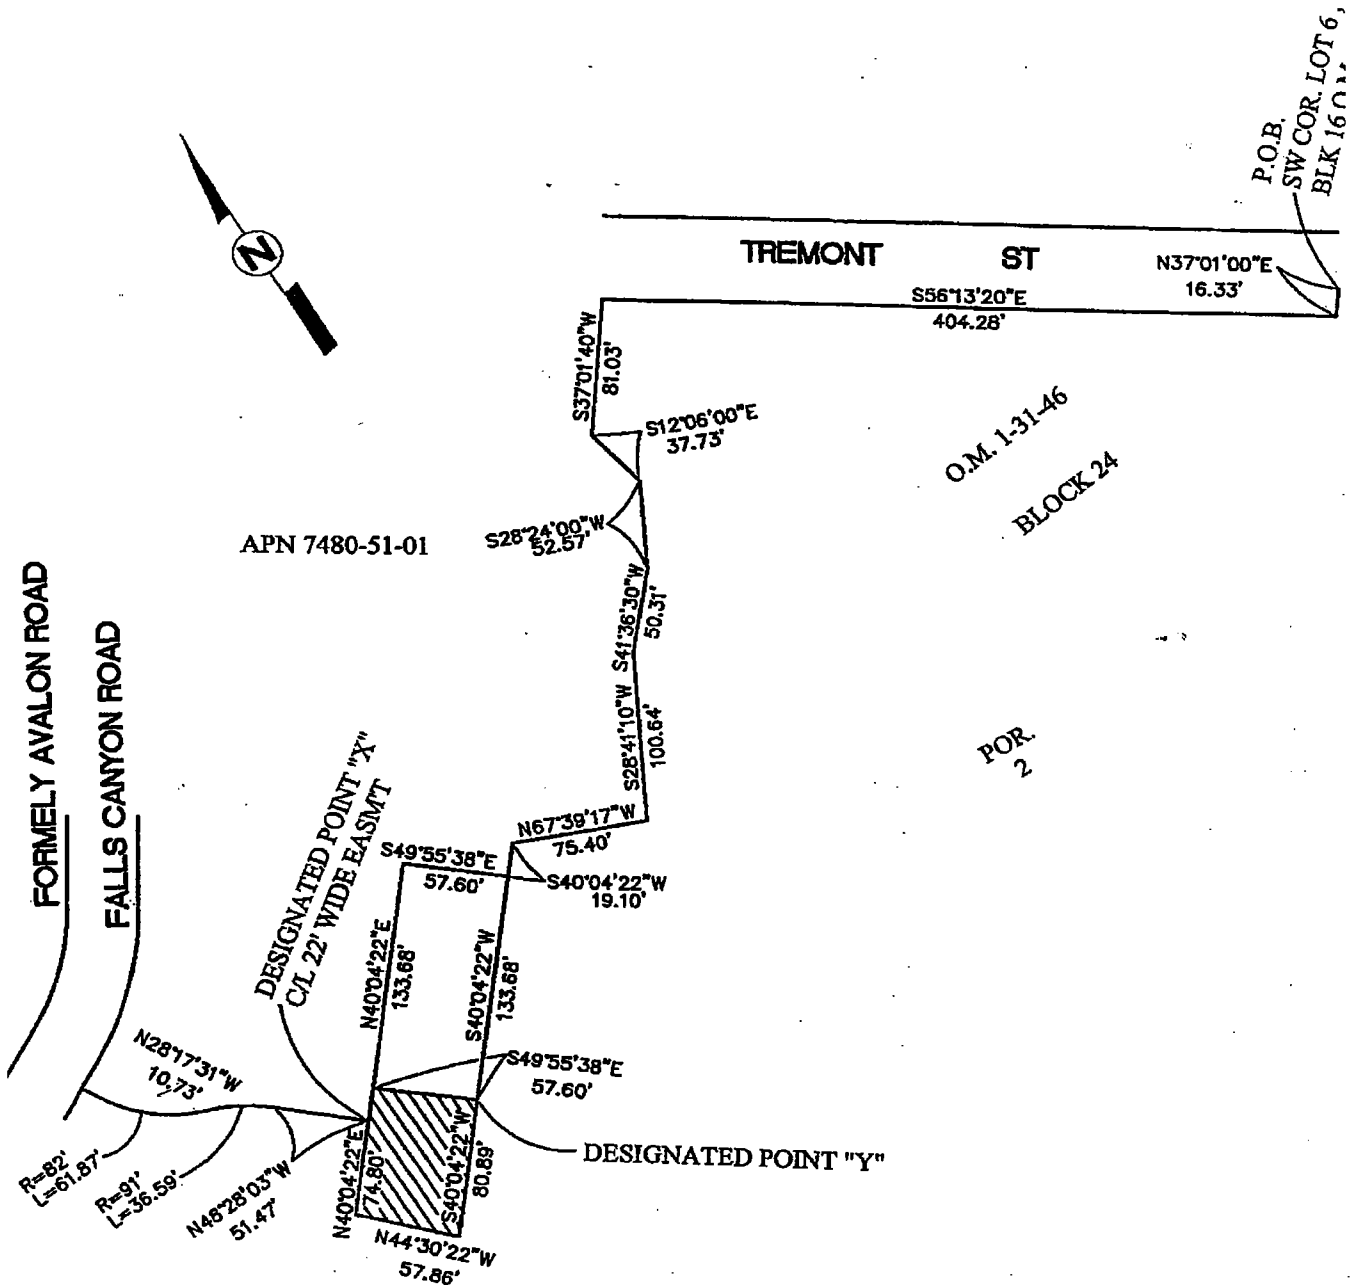 P.O.B.
SW COR. LOT 6,
BLK 16 O.M.
N
TREMONT ST
N37°01'00"E
16.33'
S56°13'20"E
404.28'
S37°01'40"W
81.03'
S12°06'00"E
37.73'
O.M. 1-31-46
BLOCK 24
S28°24'00"W
52.57'
APN 7480-51-01
S41°36'30"W
50.31'
S28°41'10"W
100.64'
POR.
2
FORMELY AVALON ROAD
FALLS CANYON ROAD
DESIGNATED POINT "X"
C/L 22' WIDE EASM'T
N67°39'17"W
75.40'
S49°55'38"E
57.60'
S40°04'22"W
19.10'
N40°04'22"E
133.68'
S40°04'22"W
133.68'
N28°17'31"W
10.73'
S49°55'38"E
57.60'
DESIGNATED POINT "Y"
R=82'
L=61.87'
R=91'
L=36.59'
N48°28'03"W
51.47'
N40°04'22"E
74.80'
S40°04'22"W
80.89'
N44°30'22"W
57.86'